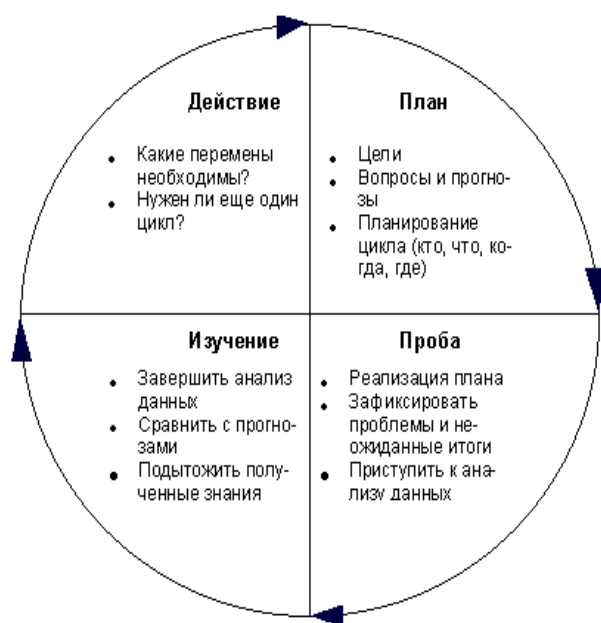 Действие
• Какие перемены
необходимы?
• Нужен ли еще один
цикл?
План
• Цели
• Вопросы и прогно-
зы
• Планирование
цикла (кто, что, ко-
гда, где)
Изучение
• Завершить анализ
данных
• Сравнить с прогно-
зами
• Подытожить полу-
ченные знания
Проба
• Реализация плана
• Зафиксировать
проблемы и не-
ожиданные итоги
• Приступить к ана-
лизу данных